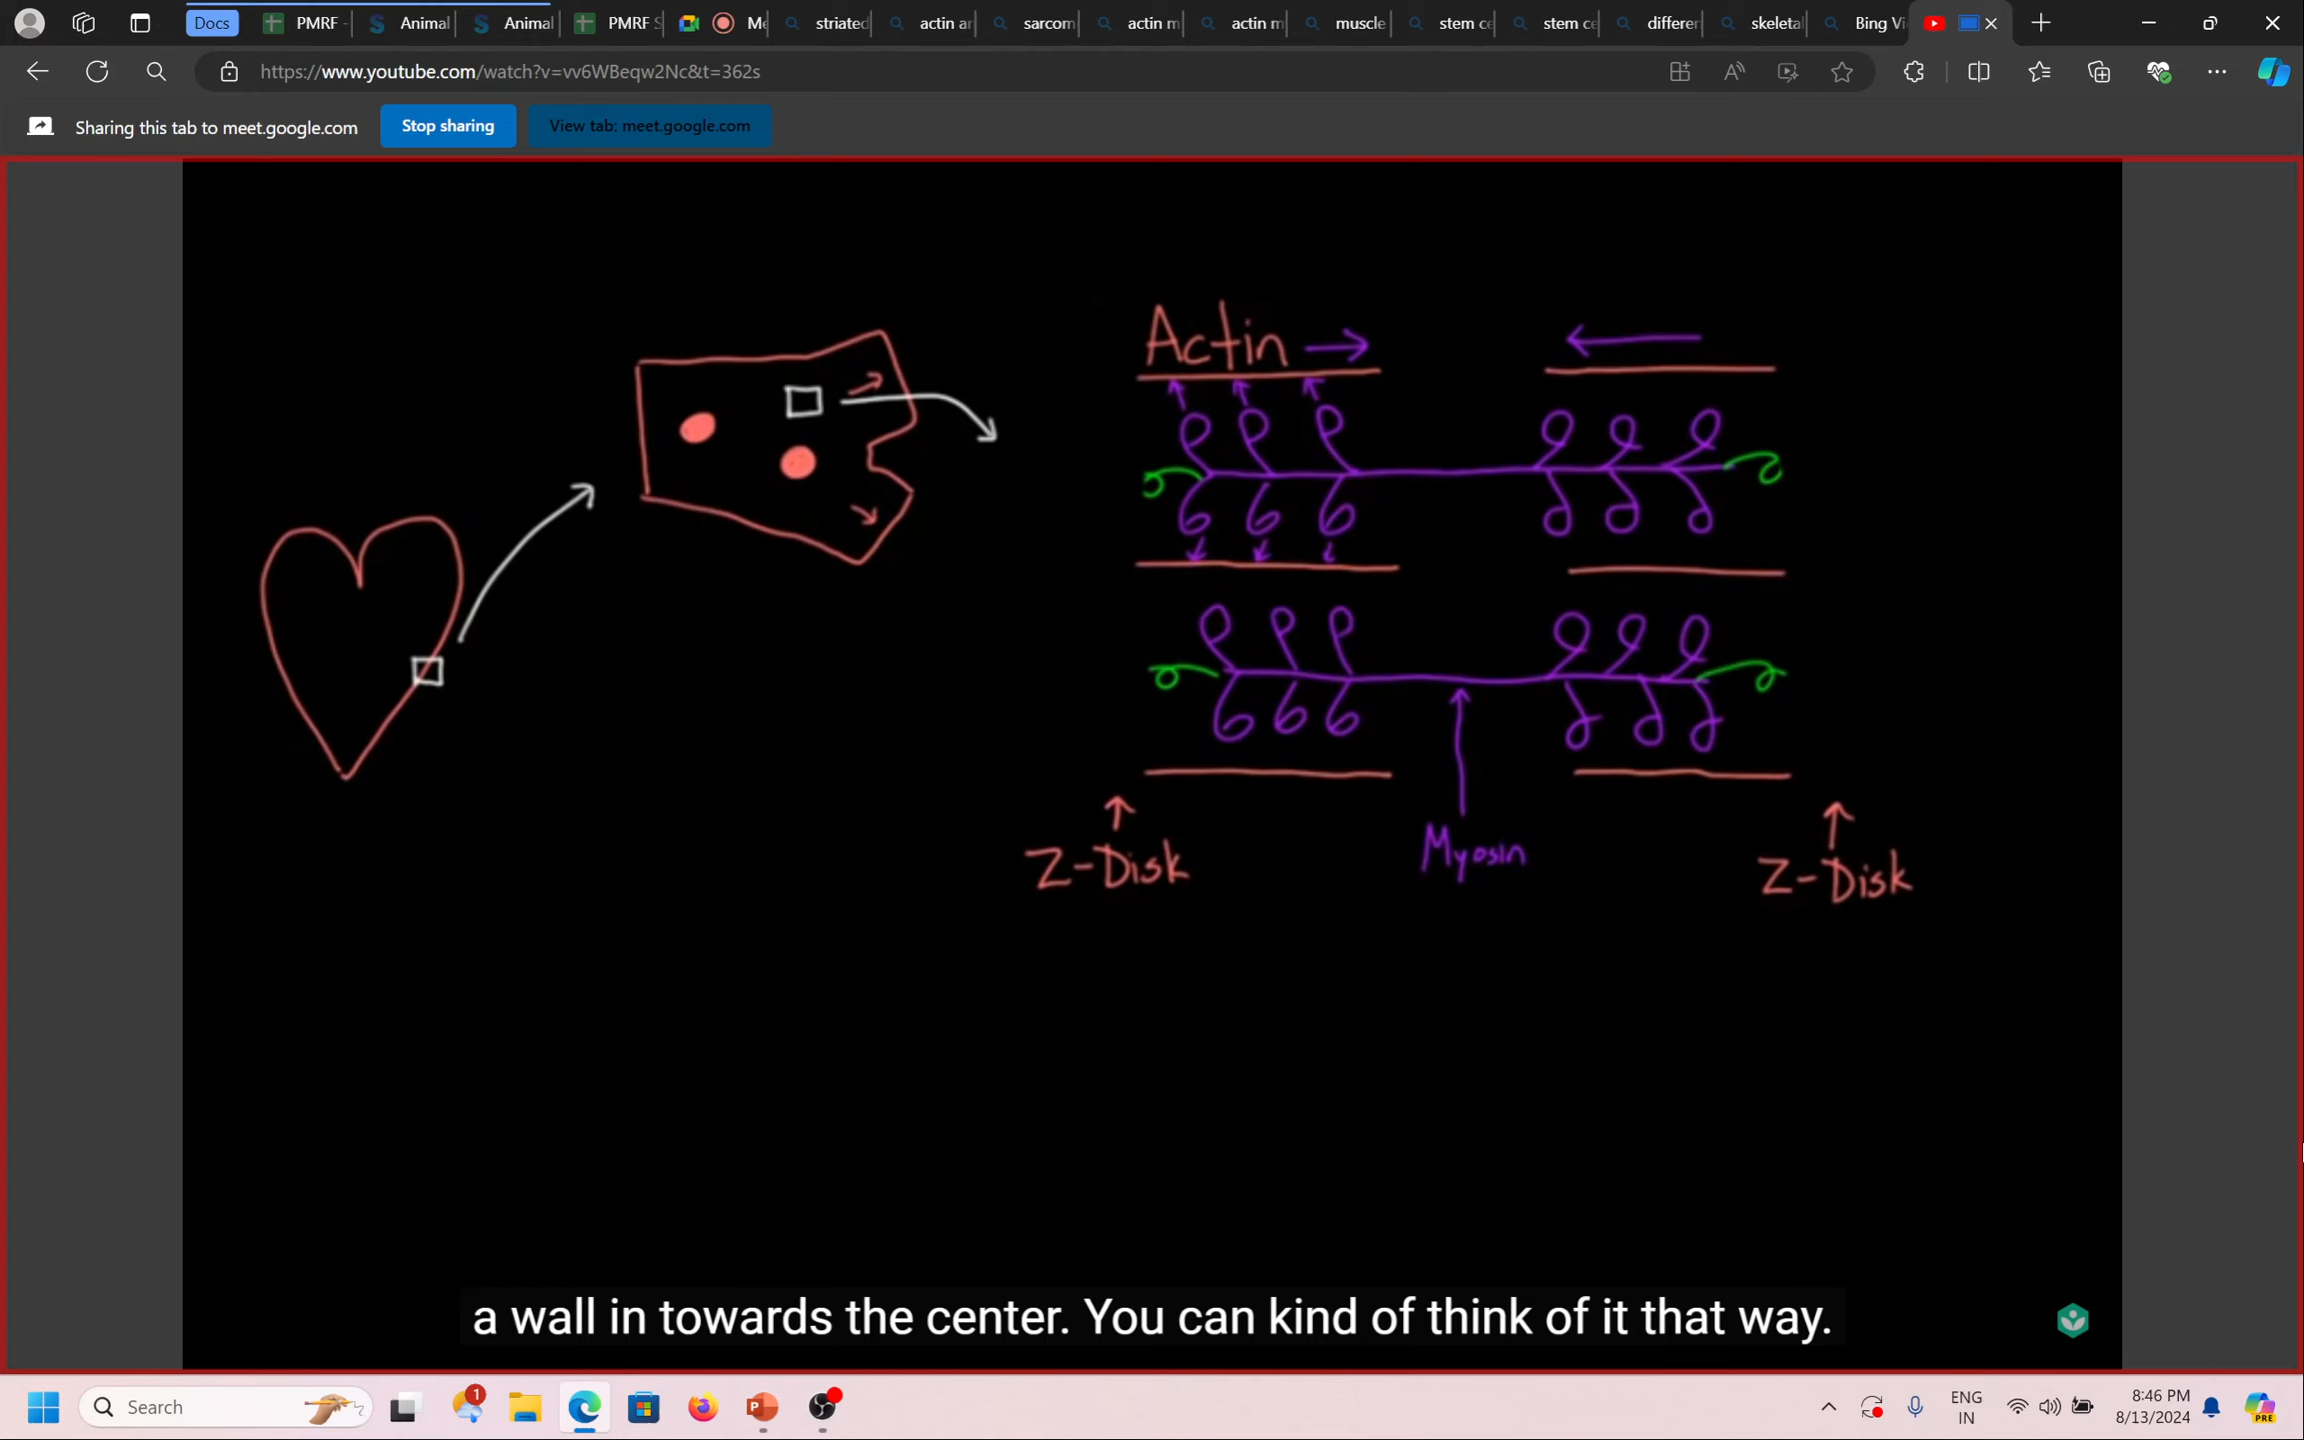 Docs PMRF - Animal Animal PMRF S Me striated actin ar sarcom actin m actin m muscle stem ce stem ce differer skeletal Bing Vi
https://www.youtube.com/watch?v=vv6WBeqw2Nc&t=362s
Sharing this tab to meet.google.com Stop sharing View tab: meet.google.com
Actin
Z-Disk Myosin Z-Disk
a wall in towards the center. You can kind of think of it that way.
Search 1 P ENG 8:46 PM
IN 8/13/2024 PRE